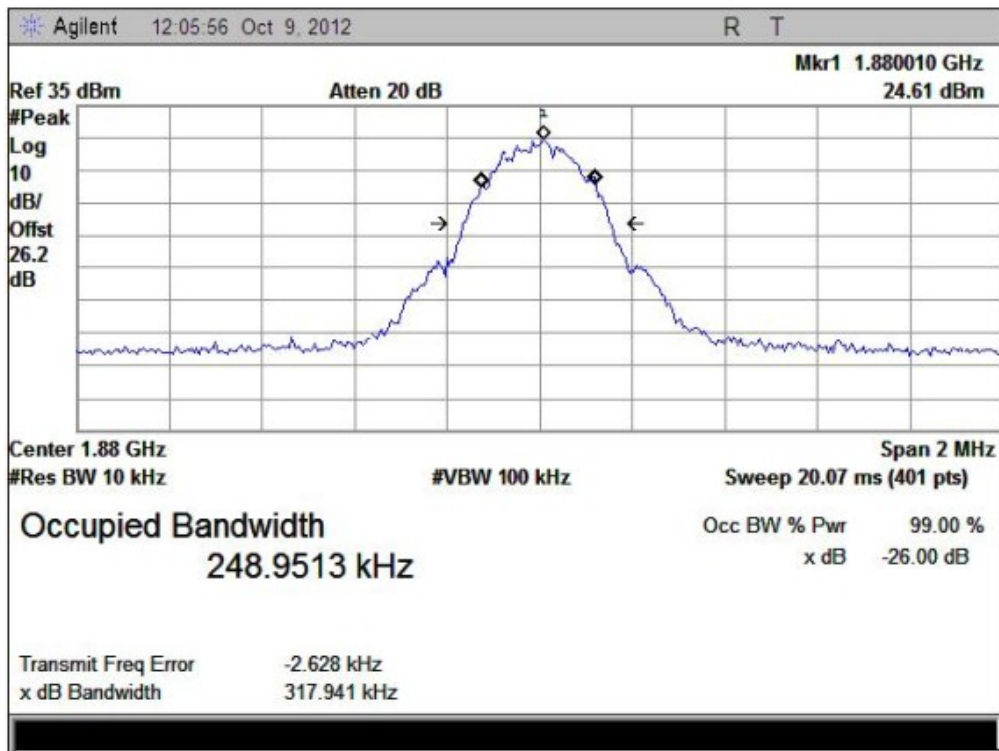 Agilent 12:05:56 Oct 9, 2012 R T
Mkr1 1.880010 GHz
Ref 35 dBm Atten 20 dB 24.61 dBm
#Peak
Log
10
dB/
Offst
26.2
dB
1
Center 1.88 GHz Span 2 MHz
#Res BW 10 kHz #VBW 100 kHz Sweep 20.07 ms (401 pts)
Occupied Bandwidth Occ BW % Pwr 99.00 %
248.9513 kHz x dB -26.00 dB
Transmit Freq Error -2.628 kHz
x dB Bandwidth 317.941 kHz